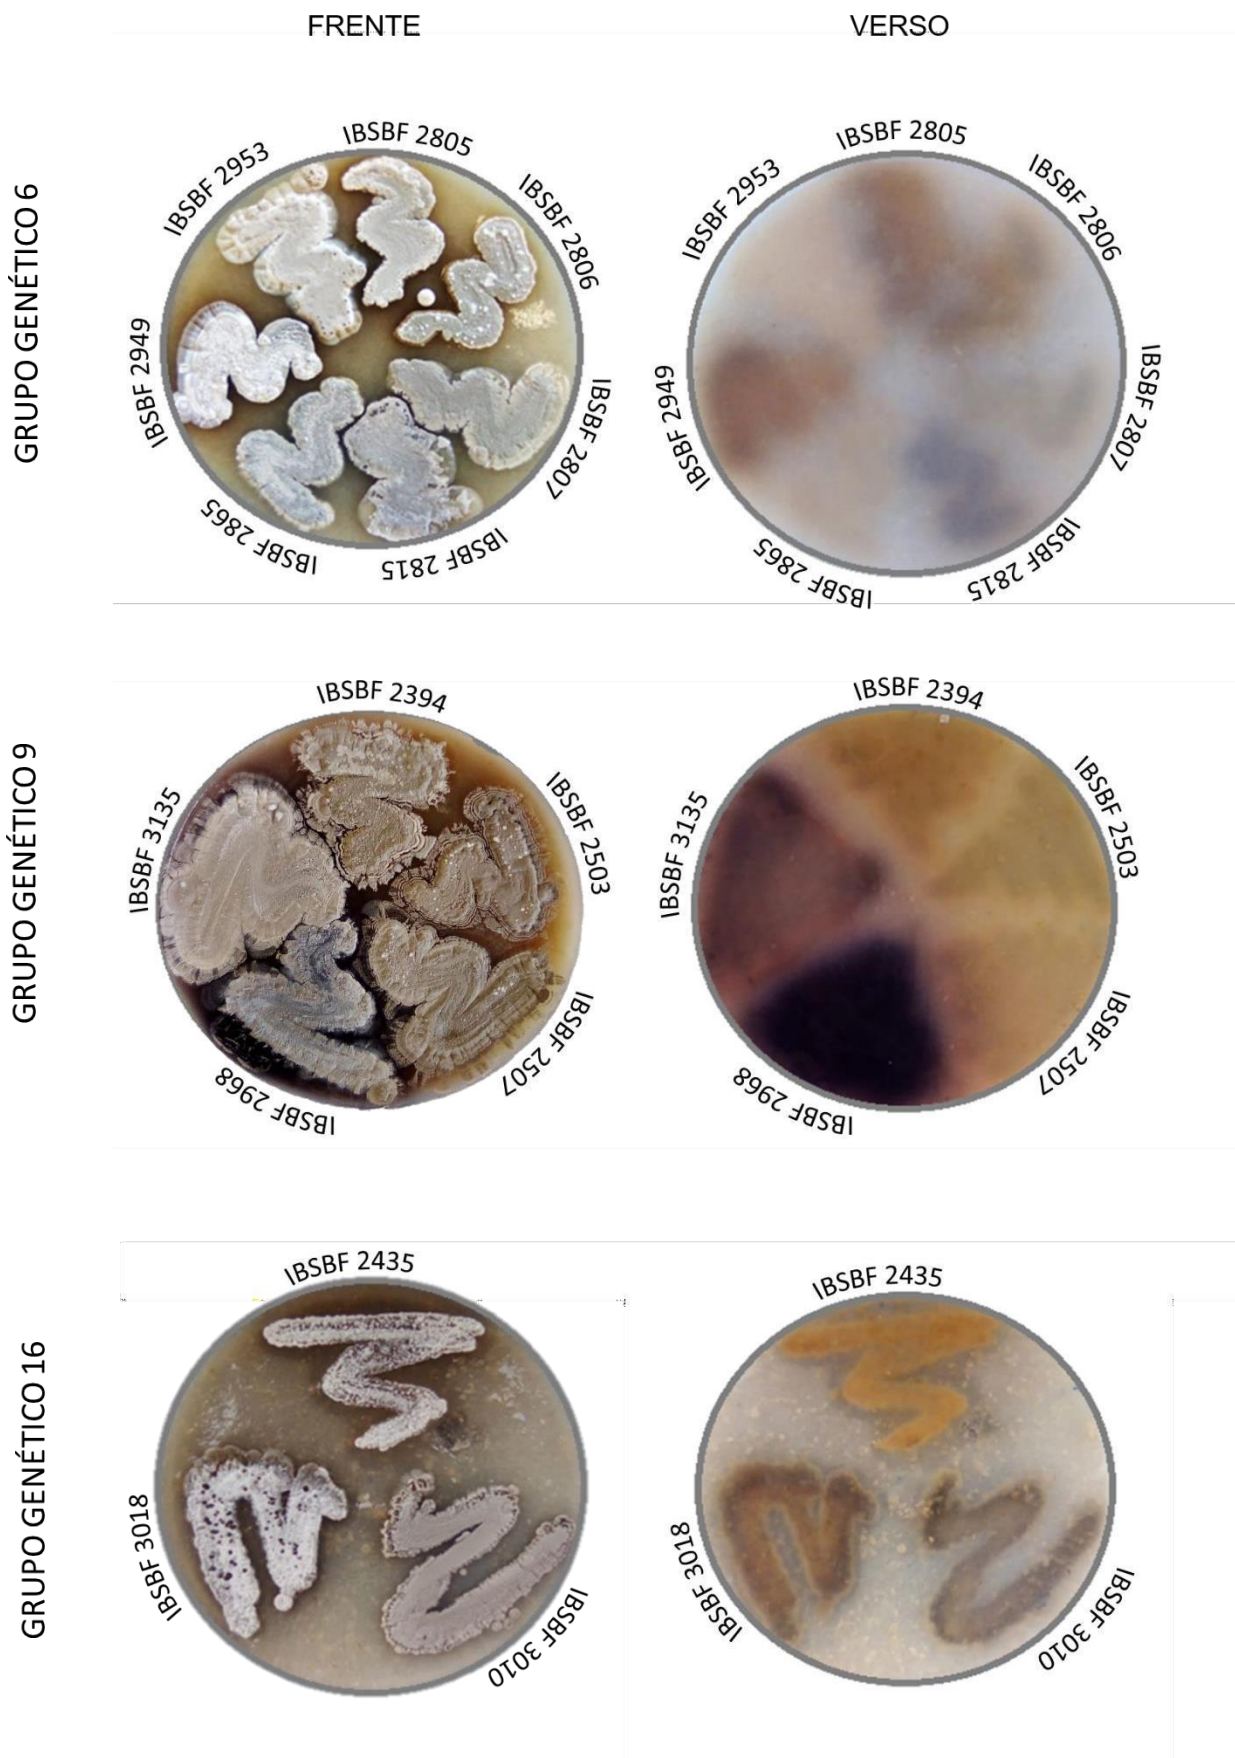 FRENTE
VERSO
GRUPO GENÉTICO 6
IBSBF 2805
IBSBF 2806
IBSBF 2807
IBSBF 2815
IBSBF 2865
IBSBF 2949
IBSBF 2953
IBSBF 2805
IBSBF 2806
IBSBF 2807
IBSBF 2815
IBSBF 2865
IBSBF 2949
IBSBF 2953
GRUPO GENÉTICO 9
IBSBF 2394
IBSBF 2503
IBSBF 2507
IBSBF 2968
IBSBF 3135
IBSBF 2394
IBSBF 2503
IBSBF 2507
IBSBF 2968
IBSBF 3135
GRUPO GENÉTICO 16
IBSBF 2435
IBSBF 3010
IBSBF 3018
IBSBF 2435
IBSBF 3010
IBSBF 3018